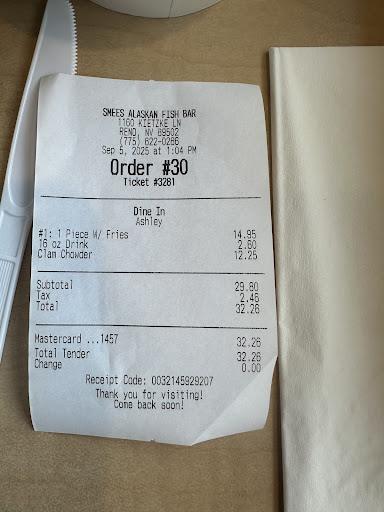 SMEES ALASKAN FISH BAR
1160 KIETZKE LN
RENO, NV 89502
(775) 622-0286
Sep 5, 2025 at 1:04 PM
Order #30
Ticket #3281
Dine In
Ashley
#1: 1 Piece W/ Fries 14.95
16 oz Drink 2.60
Clam Chowder 12.25
Subtotal 29.80
Tax 2.46
Total 32.26
Mastercard ...1457 32.26
Total Tender 32.26
Change 0.00
Receipt Code: 0032145929207
Thank you for visiting!
Come back soon!